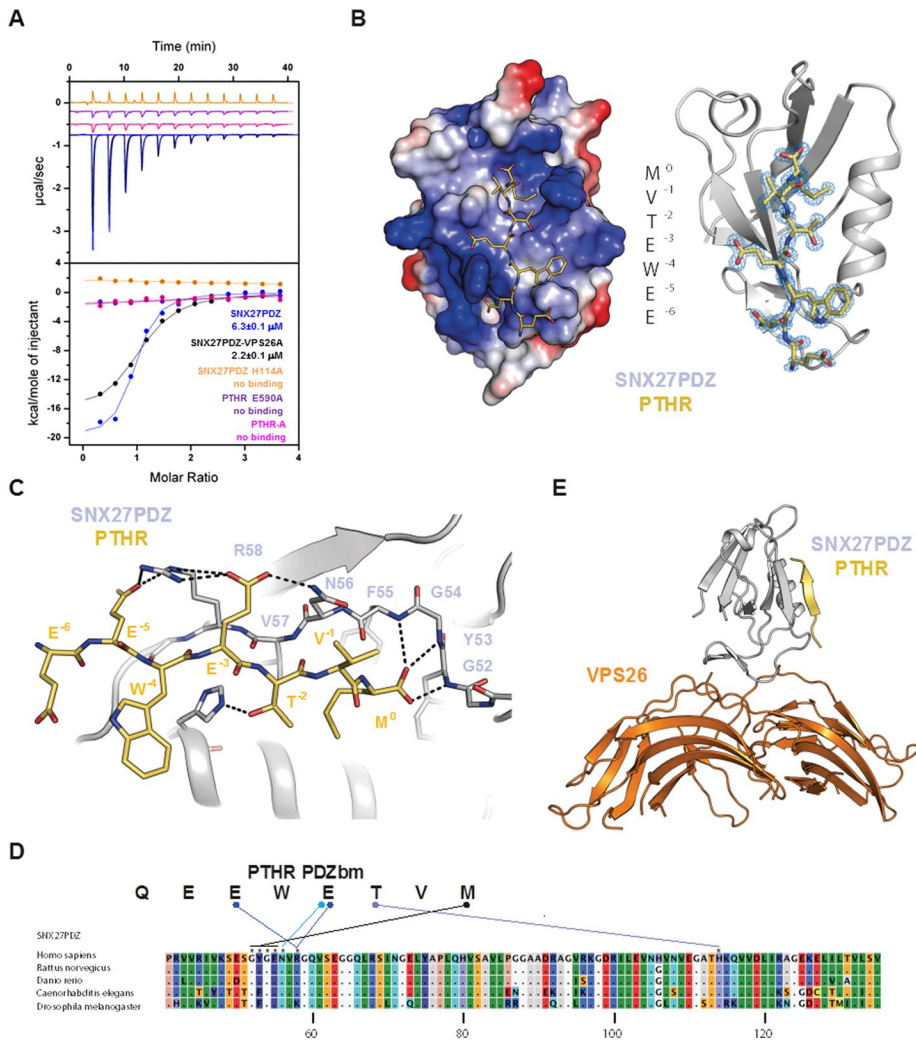 A
Time (min)
0 10 20 30 40
0
-1
-2
-3
4
µcal/sec
0
-4
-8
-12
-16
-20
kcal/mole of injectant
SNX27PDZ
6.3±0.1 µM
SNX27PDZ-VPS26A
2.2±0.1 µM
SNX27PDZ H114A
no binding
PTHR E590A
no binding
PTHR-A
no binding
0 1 2 3 4
Molar Ratio
B
M⁰
V⁻¹
T⁻²
E⁻³
W⁻⁴
E⁻⁵
E⁻⁶
SNX27PDZ
PTHR
C
SNX27PDZ
PTHR
R58
N56
F55
G54
V57
Y53
G52
E⁻⁶
E⁻⁵
V⁻¹
E⁻³
W⁻⁴
T⁻²
M⁰
E
SNX27PDZ
PTHR
VPS26
D
PTHR PDZbm
Q E E W E T V M
SNX27PDZ
Homo sapiens PRVVRIVKSESGYGFNVRGQVSEGGQLRSINGELYAPLQHVSAVLPGGAADRAGVRKGDRILEVNHVNVEGATHKQVVDLIRAGEKELILTVLSV
Rattus norvegicus
Danio rerio
Caenorhabditis elegans
Drosophila melanogaster
60 80 100 120